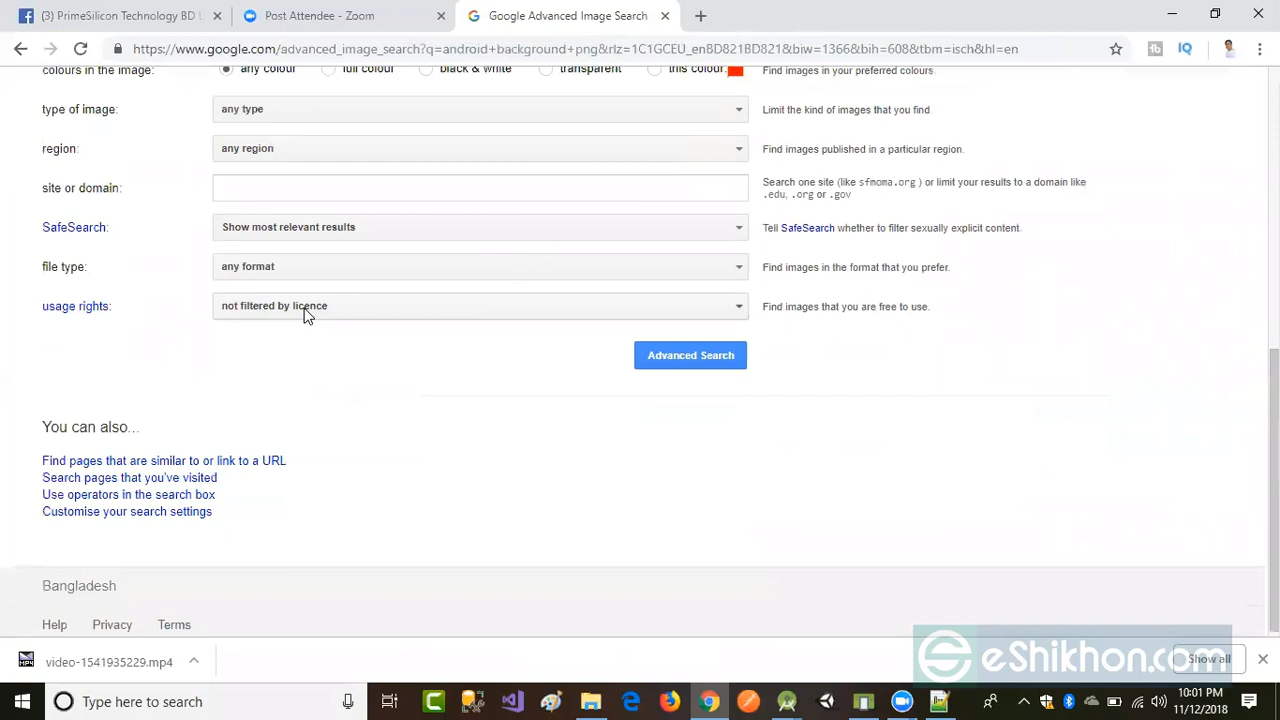 (3) PrimeSilicon Technology BD L
Post Attendee - Zoom
Google Advanced Image Search
https://www.google.com/advanced_image_search?q=android+background+png&rlz=1C1GCEU_enBD821BD821&biw=1366&bih=608&tbm=isch&hl=en
colours in the image: any colour full colour black & white transparent this colour: Find images in your preferred colours.
type of image: any type Limit the kind of images that you find.
region: any region Find images published in a particular region.
site or domain: Search one site (like sfmoma.org ) or limit your results to a domain like
.edu, .org or .gov
SafeSearch: Show most relevant results Tell SafeSearch whether to filter sexually explicit content.
file type: any format Find images in the format that you prefer.
usage rights: not filtered by licence Find images that you are free to use.
Advanced Search
You can also...
Find pages that are similar to or link to a URL
Search pages that you've visited
Use operators in the search box
Customise your search settings
Bangladesh
Help Privacy Terms
video-1541935229.mp4
Show all
eShikhon.com
Type here to search
10:01 PM
11/12/2018